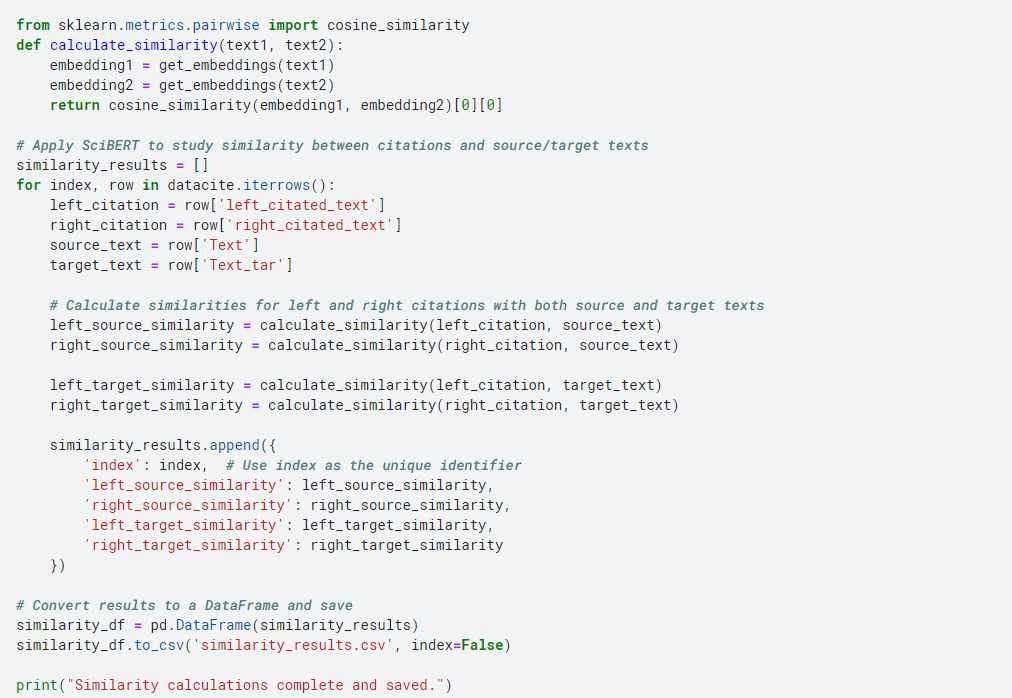 from sklearn.metrics.pairwise import cosine_similarity
def calculate_similarity(text1, text2):
    embedding1 = get_embeddings(text1)
    embedding2 = get_embeddings(text2)
    return cosine_similarity(embedding1, embedding2)[0][0]

# Apply SciBERT to study similarity between citations and source/target texts
similarity_results = []
for index, row in datacite.iterrows():
    left_citation = row['left_citated_text']
    right_citation = row['right_citated_text']
    source_text = row['Text']
    target_text = row['Text_tar']

    # Calculate similarities for left and right citations with both source and target texts
    left_source_similarity = calculate_similarity(left_citation, source_text)
    right_source_similarity = calculate_similarity(right_citation, source_text)

    left_target_similarity = calculate_similarity(left_citation, target_text)
    right_target_similarity = calculate_similarity(right_citation, target_text)

    similarity_results.append({
        'index': index,  # Use index as the unique identifier
        'left_source_similarity': left_source_similarity,
        'right_source_similarity': right_source_similarity,
        'left_target_similarity': left_target_similarity,
        'right_target_similarity': right_target_similarity
    })

# Convert results to a DataFrame and save
similarity_df = pd.DataFrame(similarity_results)
similarity_df.to_csv('similarity_results.csv', index=False)

print("Similarity calculations complete and saved.")